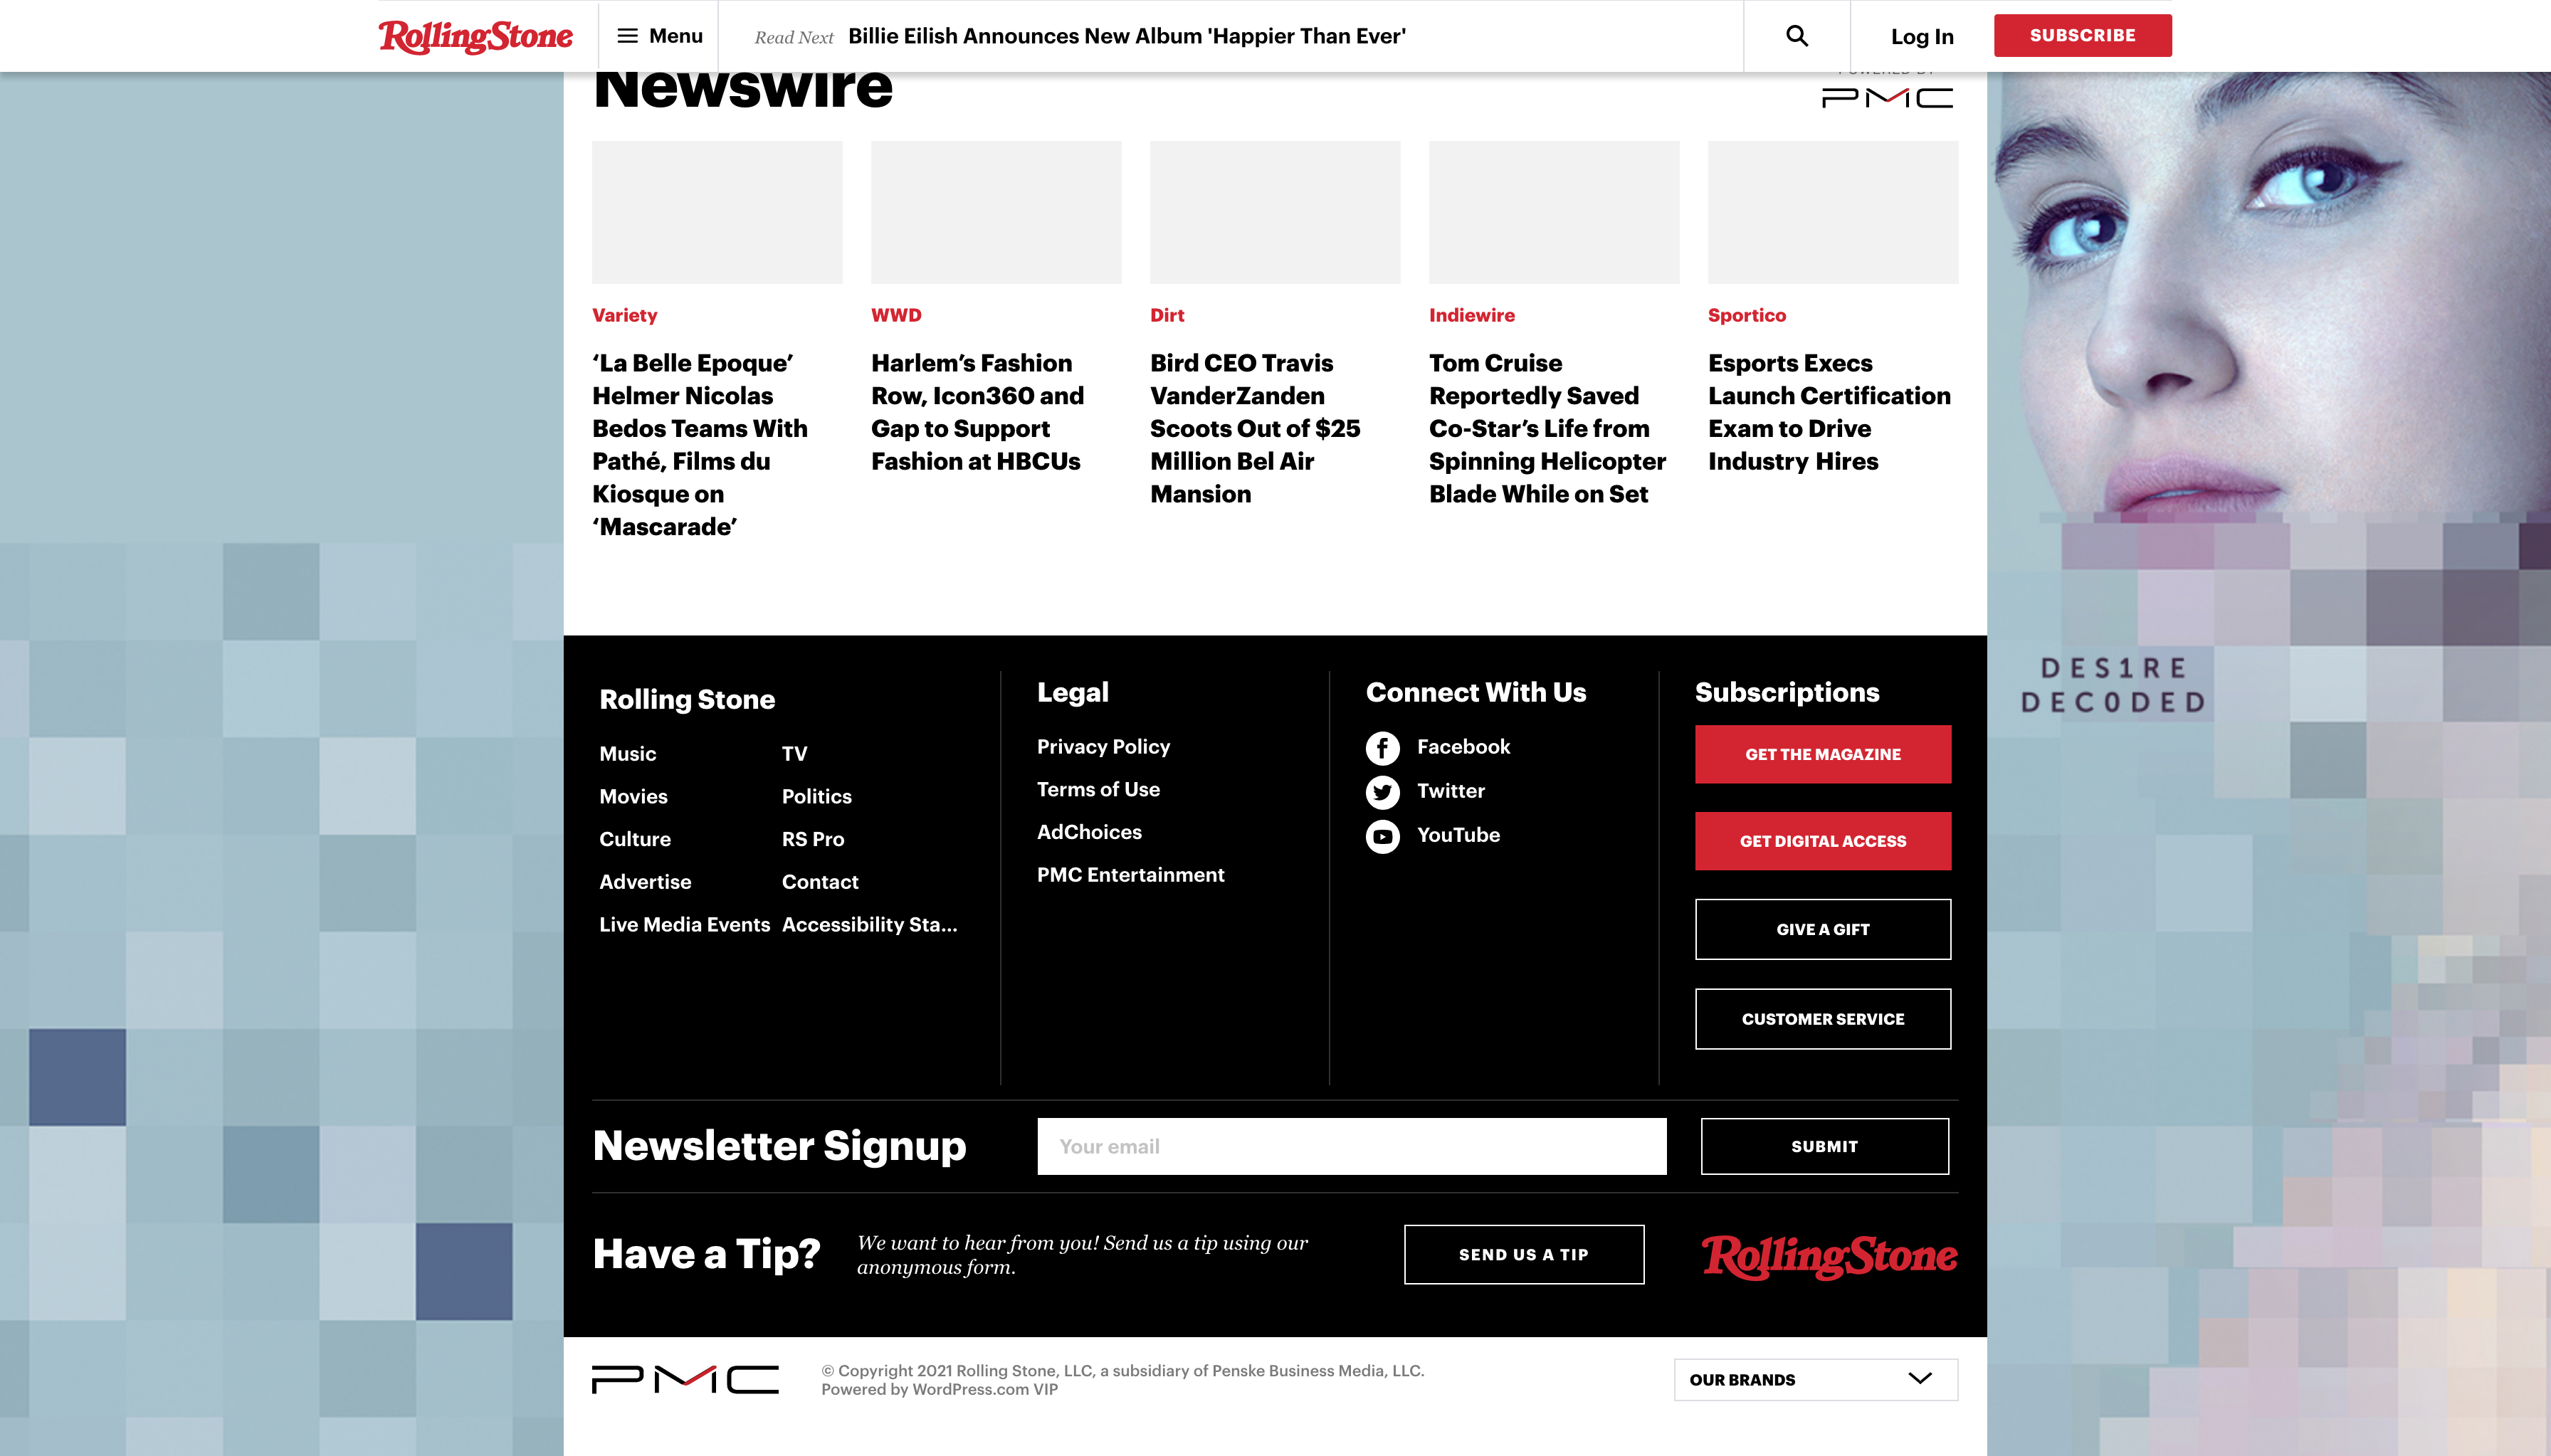 RollingStone
Menu
Read Next Billie Eilish Announces New Album 'Happier Than Ever'
Log In
SUBSCRIBE
Newswire
POWERED BY
PMC
Variety
‘La Belle Epoque’
Helmer Nicolas
Bedos Teams With
Pathé, Films du
Kiosque on
‘Mascarade’
WWD
Harlem’s Fashion
Row, Icon360 and
Gap to Support
Fashion at HBCUs
Dirt
Bird CEO Travis
VanderZanden
Scoots Out of $25
Million Bel Air
Mansion
Indiewire
Tom Cruise
Reportedly Saved
Co-Star’s Life from
Spinning Helicopter
Blade While on Set
Sportico
Esports Execs
Launch Certification
Exam to Drive
Industry Hires
DES1RE
DEC0DED
Rolling Stone
Music
Movies
Culture
Advertise
Live Media Events
TV
Politics
RS Pro
Contact
Accessibility Sta...
Legal
Privacy Policy
Terms of Use
AdChoices
PMC Entertainment
Connect With Us
Facebook
Twitter
YouTube
Subscriptions
GET THE MAGAZINE
GET DIGITAL ACCESS
GIVE A GIFT
CUSTOMER SERVICE
Newsletter Signup
Your email
SUBMIT
Have a Tip?
We want to hear from you! Send us a tip using our
anonymous form.
SEND US A TIP
RollingStone
PMC
© Copyright 2021 Rolling Stone, LLC, a subsidiary of Penske Business Media, LLC.
Powered by WordPress.com VIP
OUR BRANDS